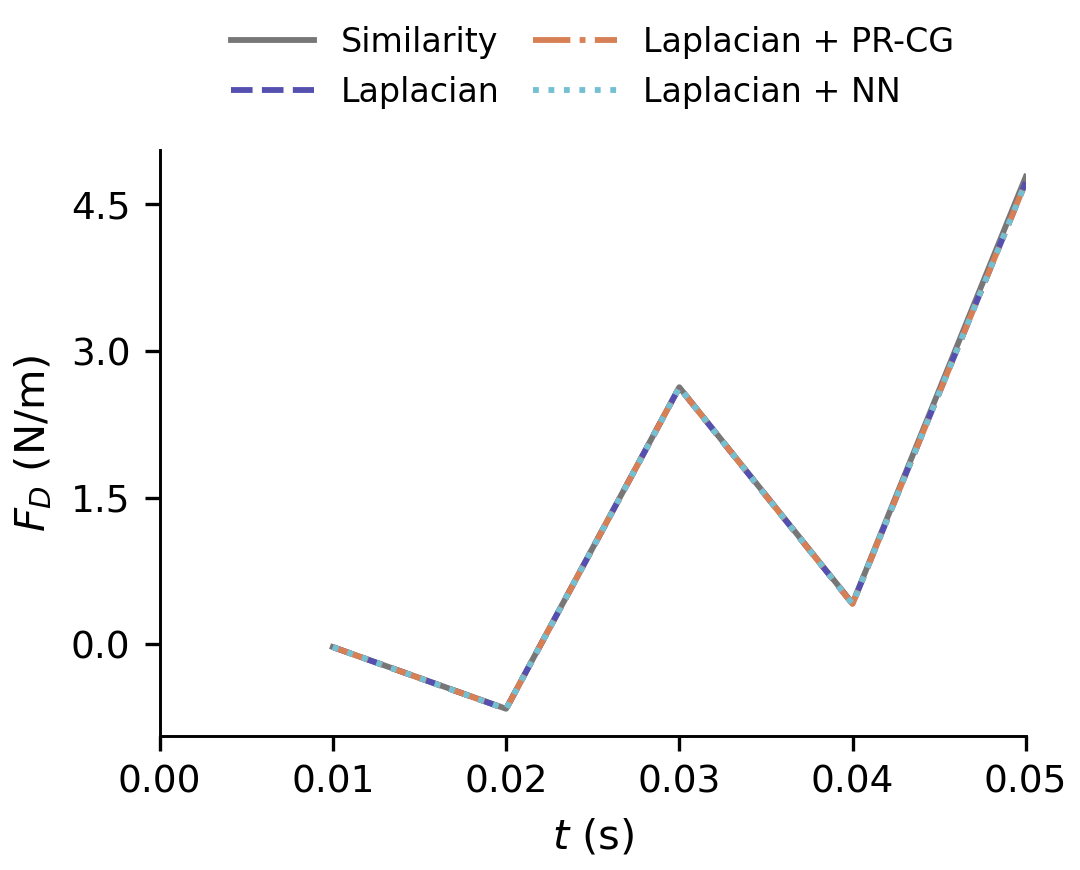 Similarity
Laplacian
Laplacian + PR-CG
Laplacian + NN
4.5
3.0
1.5
0.0
F_D (N/m)
0.00 0.01 0.02 0.03 0.04 0.05
t (s)